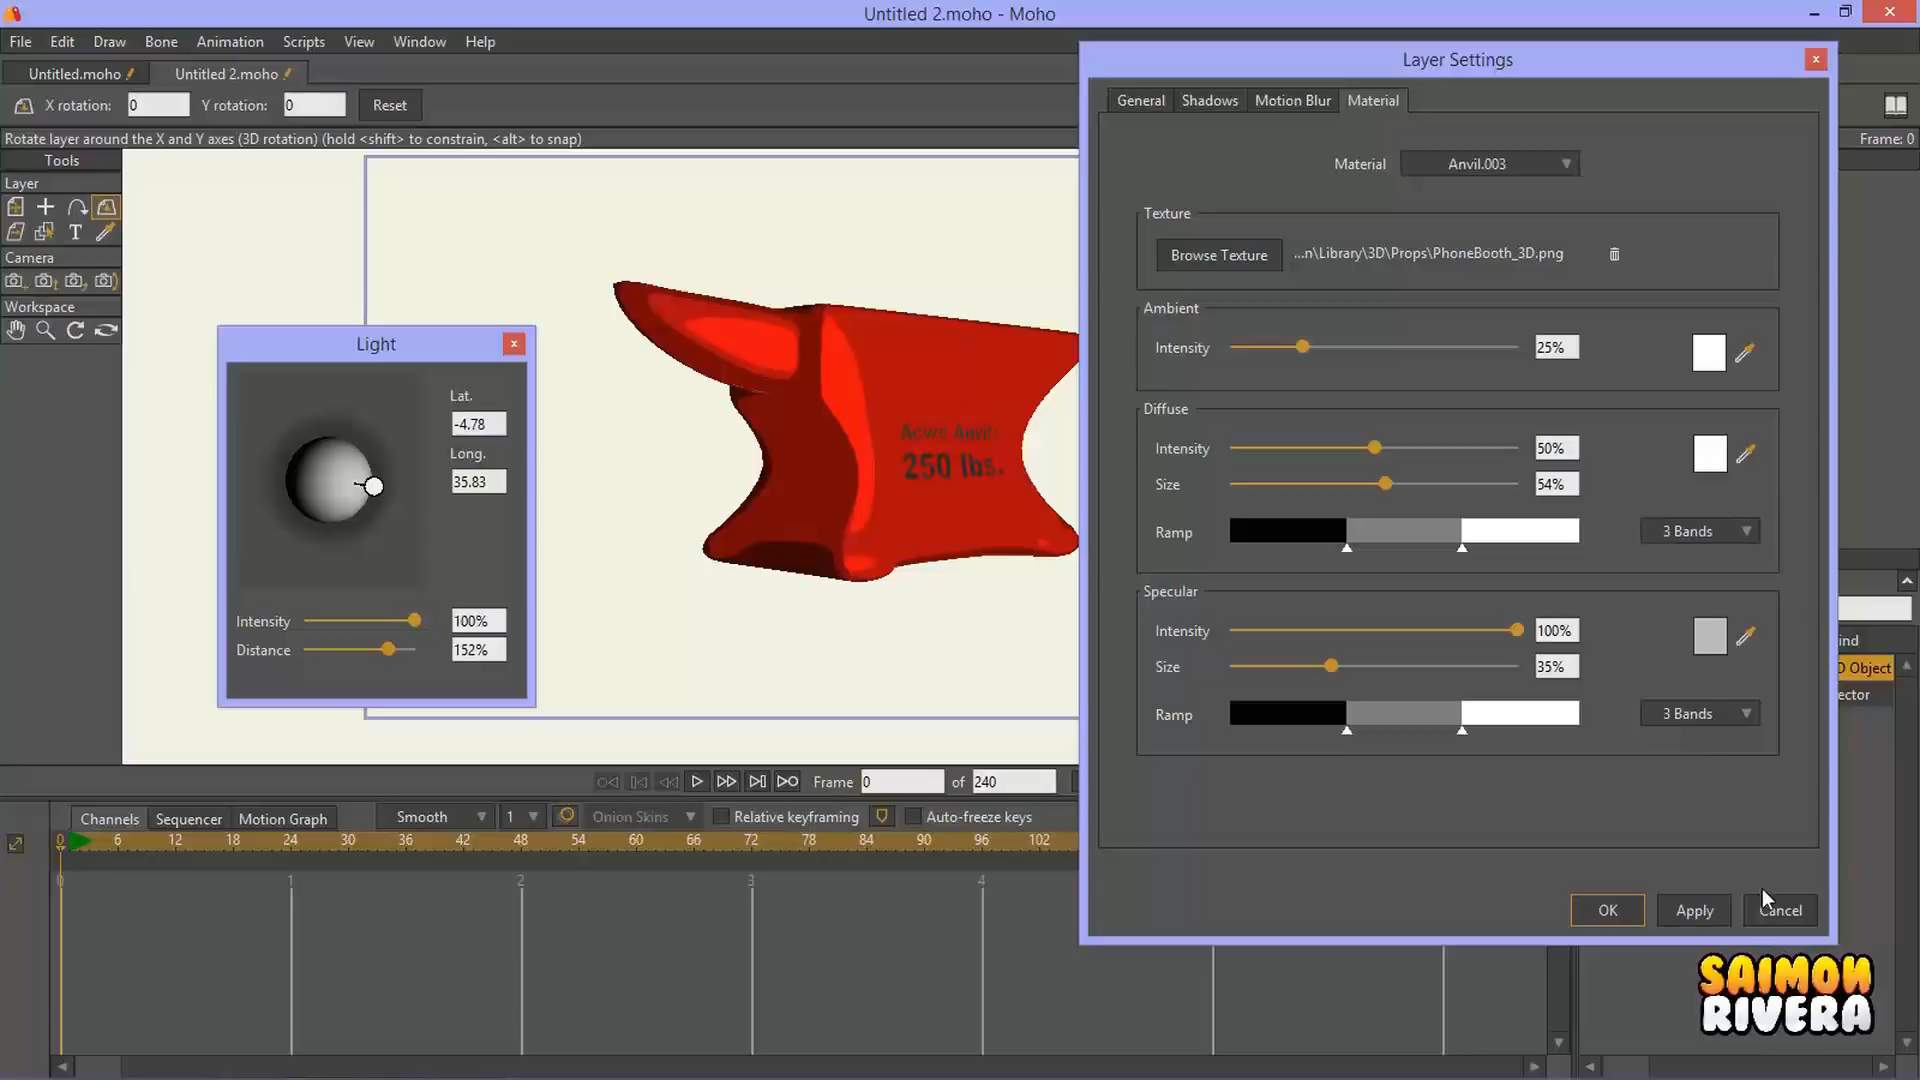 Untitled 2.moho - Moho
File Edit Draw Bone Animation Scripts View Window Help
Untitled.moho Untitled 2.moho
X rotation: 0 Y rotation: 0 Reset
Rotate layer around the X and Y axes (3D rotation) (hold <shift> to constrain, <alt> to snap)
Frame: 0
Tools
Layer
Camera
Workspace
Light
Lat.
-4.78
Long.
35.83
Intensity 100%
Distance 152%
250 lbs.
Layer Settings
General Shadows Motion Blur Material
Material Anvil.003
Texture
Browse Texture ...n\Library\3D\Props\PhoneBooth_3D.png
Ambient
Intensity 25%
Diffuse
Intensity 50%
Size 54%
Ramp 3 Bands
Specular
Intensity 100%
Size 35%
Ramp 3 Bands
OK Apply Cancel
ind
D Object
ector
Frame 0 of 240
Channels Sequencer Motion Graph Smooth 1 Onion Skins Relative keyframing Auto-freeze keys
0 6 12 18 24 30 36 42 48 54 60 66 72 78 84 90 96 102
0 1 2 3 4
SAIMON
RIVERA